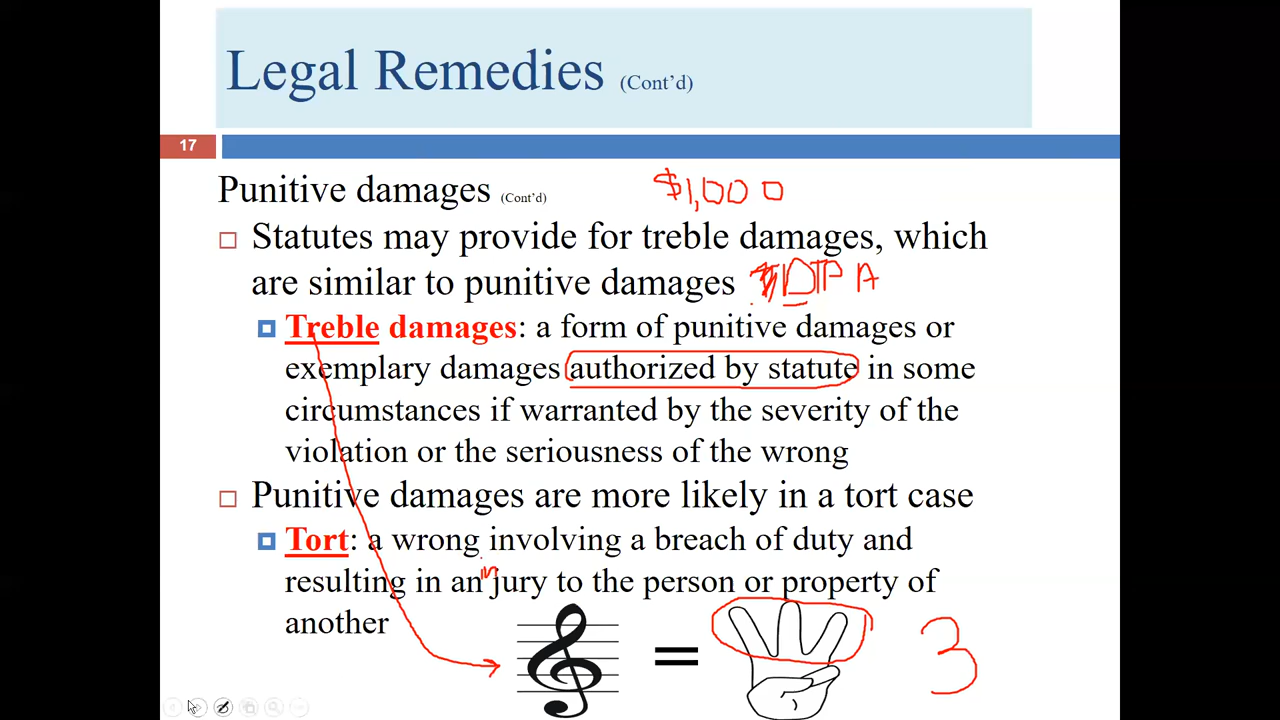 Legal Remedies (Cont'd)
17
Punitive damages (Cont'd) $1,000
Statutes may provide for treble damages, which
are similar to punitive damages DTPA
Treble damages: a form of punitive damages or
exemplary damages authorized by statute in some
circumstances if warranted by the severity of the
violation or the seriousness of the wrong
Punitive damages are more likely in a tort case
Tort: a wrong involving a breach of duty and
resulting in an injury to the person or property of
another
= 3